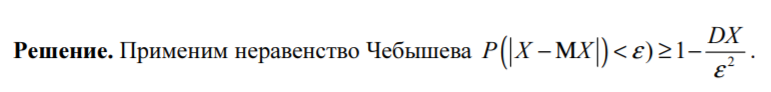 Решение. Применим неравенство Чебышева P(|X − MX|) < ε) ≥ 1 − DX/ε².